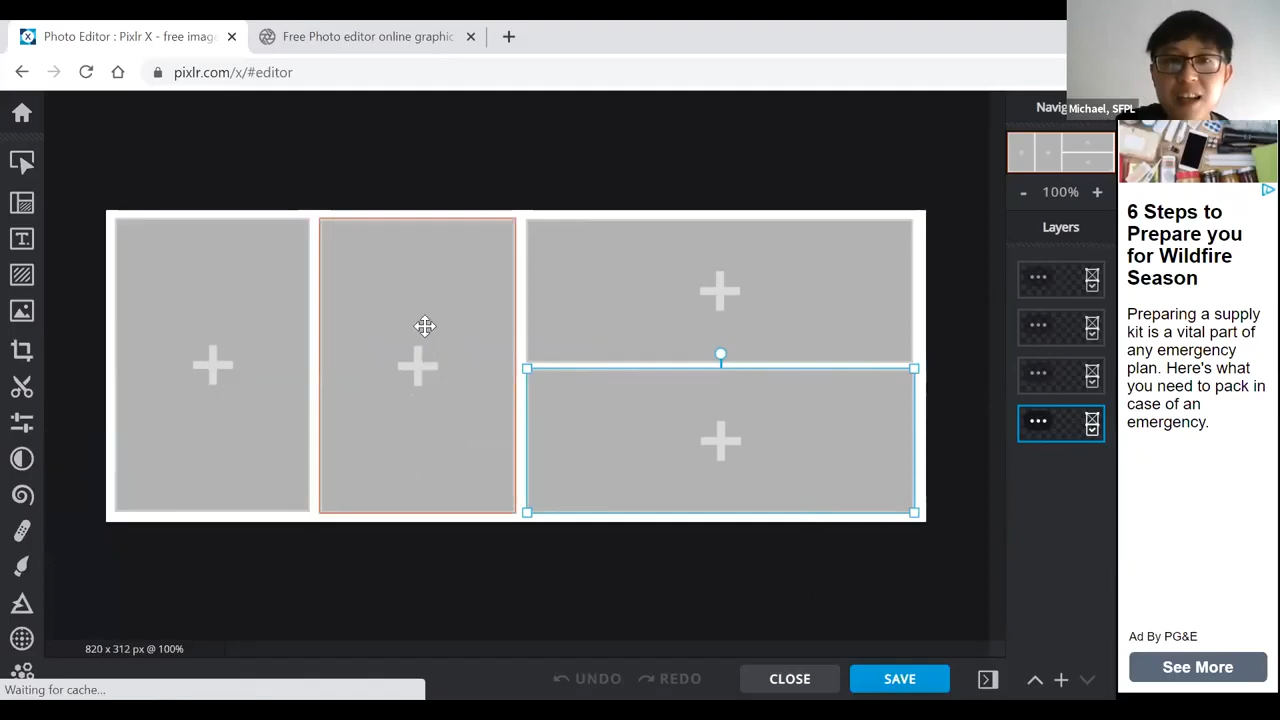 Photo Editor : Pixlr X - free image
Free Photo editor online graphic
pixlr.com/x/#editor
Michael, SFPL
Navig
100%
Layers
6 Steps to
Prepare you
for Wildfire
Season
Preparing a supply
kit is a vital part of
any emergency
plan. Here's what
you need to pack in
case of an
emergency.
Ad By PG&E
See More
820 x 312 px @ 100%
UNDO
REDO
CLOSE
SAVE
Waiting for cache...